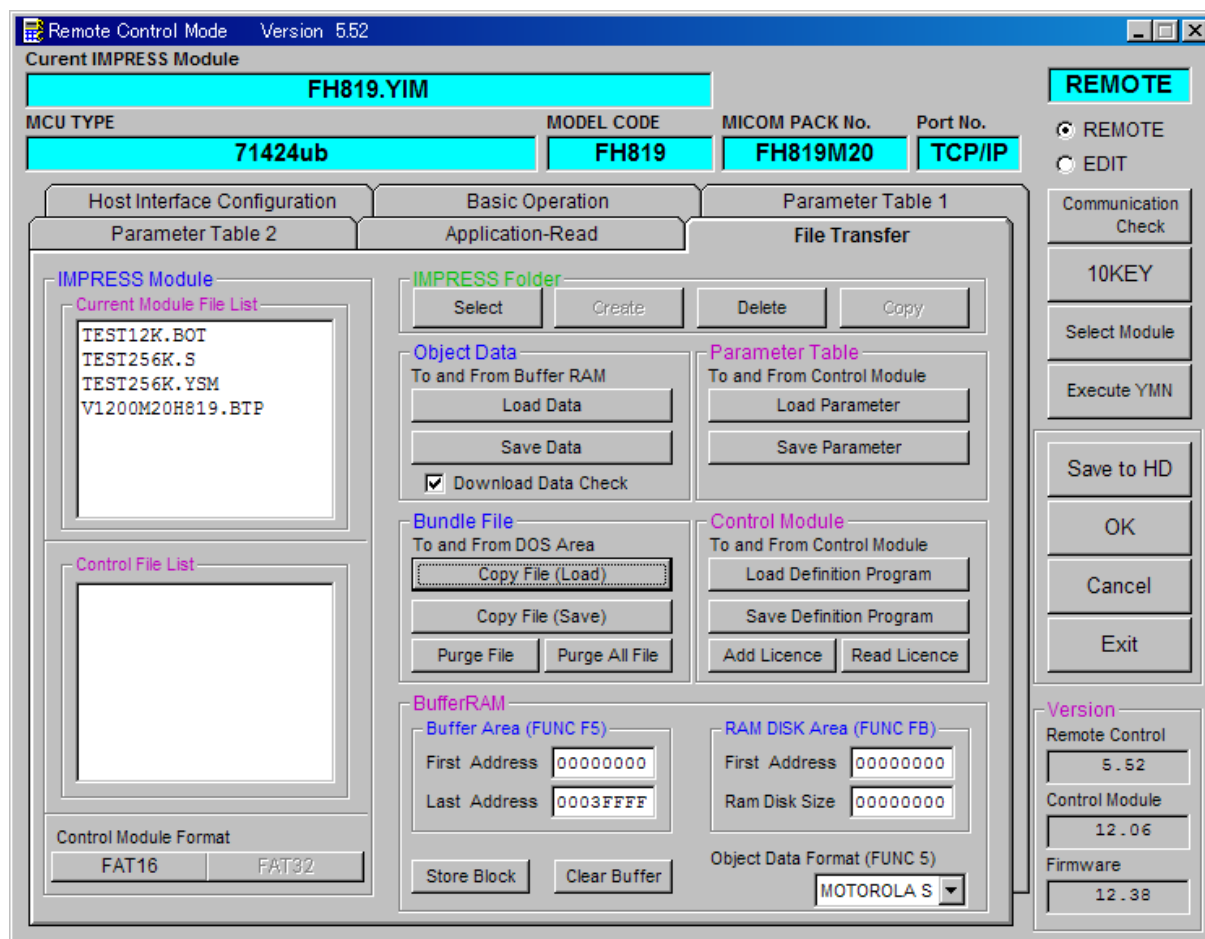 Remote Control Mode Version 5.52
Curent IMPRESS Module
FH819.YIM
MCU TYPE
71424ub
MODEL CODE
FH819
MICOM PACK No.
FH819M20
Port No.
TCP/IP
REMOTE
REMOTE
EDIT
Host Interface Configuration
Basic Operation
Parameter Table 1
Parameter Table 2
Application-Read
File Transfer
IMPRESS Module
Current Module File List
TEST12K.BOT
TEST256K.S
TEST256K.YSM
V1200M20H819.BTP
Control File List
Control Module Format
FAT16
FAT32
IMPRESS Folder
Select
Create
Delete
Copy
Object Data
To and From Buffer RAM
Load Data
Save Data
Download Data Check
Parameter Table
To and From Control Module
Load Parameter
Save Parameter
Bundle File
To and From DOS Area
Copy File (Load)
Copy File (Save)
Purge File
Purge All File
Control Module
To and From Control Module
Load Definition Program
Save Definition Program
Add Licence
Read Licence
BufferRAM
Buffer Area (FUNC F5)
First Address
00000000
Last Address
0003FFFF
RAM DISK Area (FUNC FB)
First Address
00000000
Ram Disk Size
00000000
Store Block
Clear Buffer
Object Data Format (FUNC 5)
MOTOROLA S
Communication
Check
10KEY
Select Module
Execute YMN
Save to HD
OK
Cancel
Exit
Version
Remote Control
5.52
Control Module
12.06
Firmware
12.38